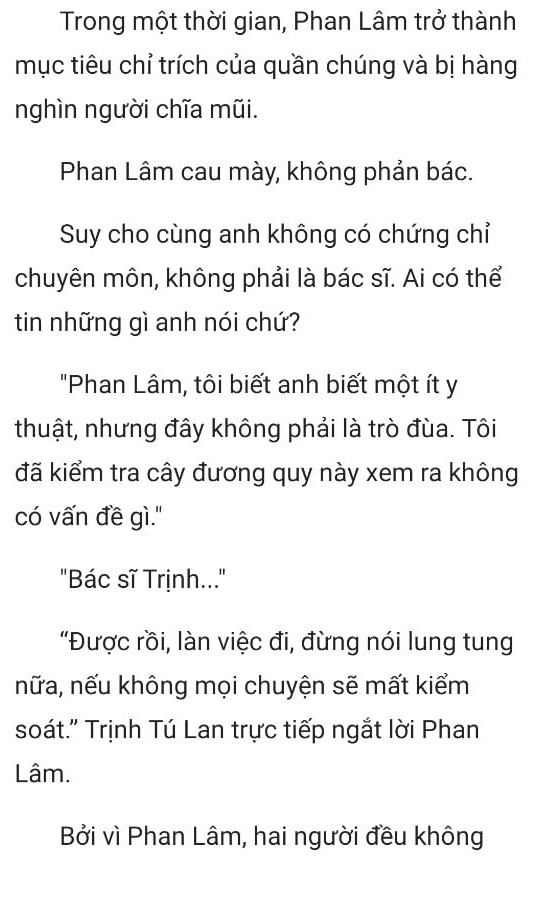 Trong một thời gian, Phan Lâm trở thành
mục tiêu chỉ trích của quần chúng và bị hàng
nghìn người chĩa mũi.
Phan Lâm cau mày, không phản bác.
Suy cho cùng anh không có chứng chỉ
chuyên môn, không phải là bác sĩ. Ai có thể
tin những gì anh nói chứ?
"Phan Lâm, tôi biết anh biết một ít y
thuật, nhưng đây không phải là trò đùa. Tôi
đã kiểm tra cây đương quy này xem ra không
có vấn đề gì."
"Bác sĩ Trịnh..."
“Được rồi, làn việc đi, đừng nói lung tung
nữa, nếu không mọi chuyện sẽ mất kiểm
soát.” Trịnh Tú Lan trực tiếp ngắt lời Phan
Lâm.
Bởi vì Phan Lâm, hai người đều không